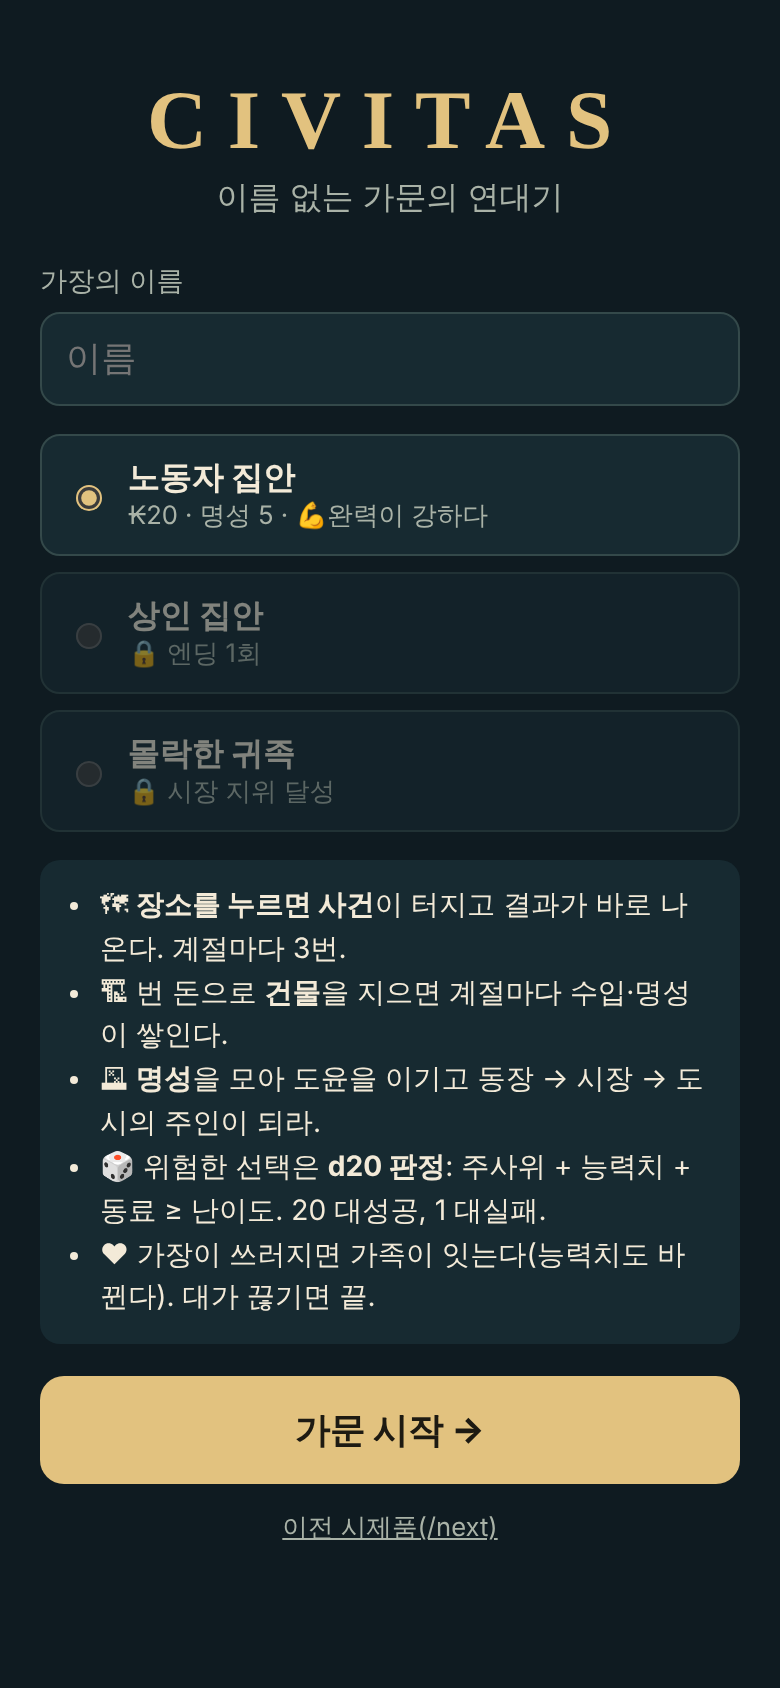 CIVITAS
이름 없는 가문의 연대기
가장의 이름
이름
노동자 집안
₭20 · 명성 5 · 💪완력이 강하다
상인 집안
🔒 엔딩 1회
몰락한 귀족
🔒 시장 지위 달성
• 🗺 장소를 누르면 사건이 터지고 결과가 바로 나
온다. 계절마다 3번.
• 🏗 번 돈으로 건물을 지으면 계절마다 수입·명성
이 쌓인다.
• 🗳 명성을 모아 도윤을 이기고 동장 → 시장 → 도
시의 주인이 되라.
• 🎲 위험한 선택은 d20 판정: 주사위 + 능력치 +
동료 ≥ 난이도. 20 대성공, 1 대실패.
• ❤ 가장이 쓰러지면 가족이 잇는다(능력치도 바
뀐다). 대가 끊기면 끝.
가문 시작 →
이전 시제품(/next)